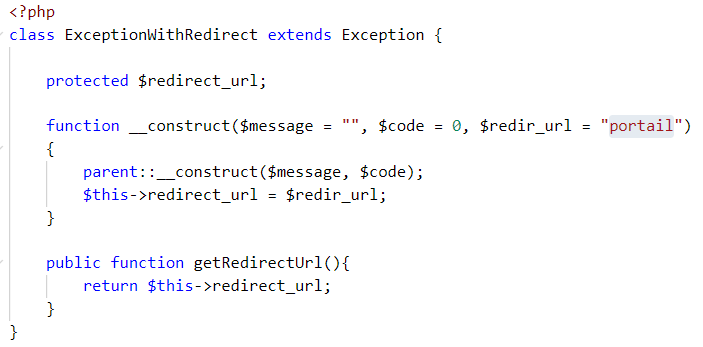 <?php
class ExceptionWithRedirect extends Exception {
protected $redirect_url;
function __construct($message = "", $code = 0, $redir_url = "portail")
{
parent::__construct($message, $code);
$this->redirect_url = $redir_url;
}
public function getRedirectUrl(){
return $this->redirect_url;
}
}